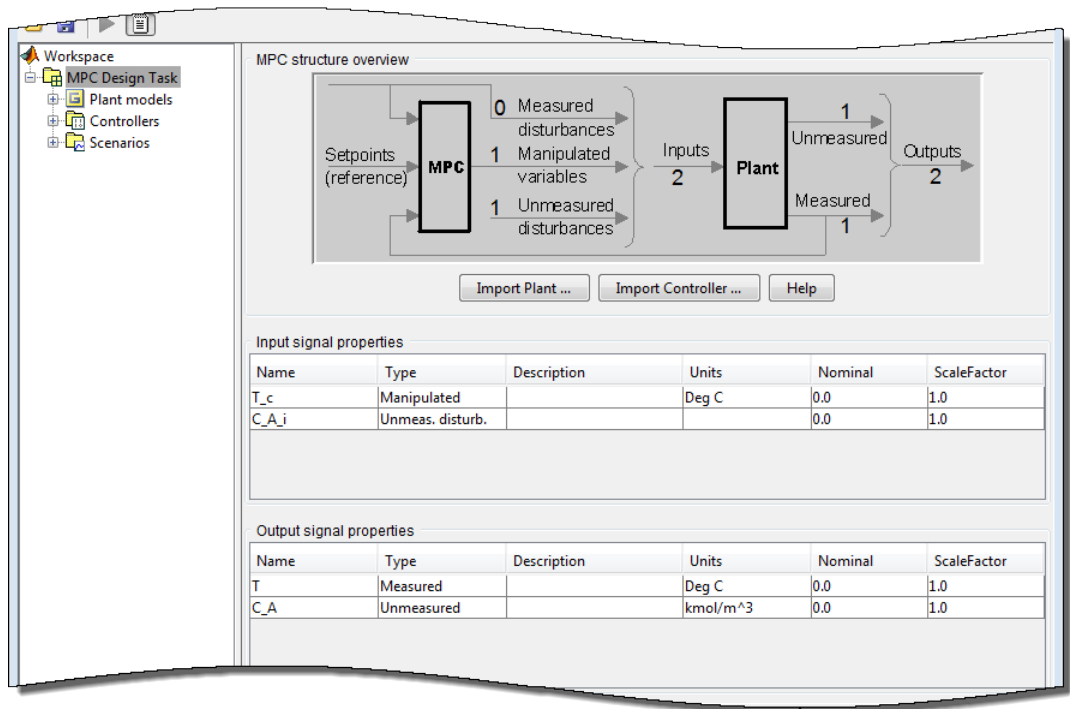 Workspace
MPC Design Task
Plant models
Controllers
Scenarios
MPC structure overview
Setpoints
(reference)
MPC
0 Measured
disturbances
1 Manipulated
variables
1 Unmeasured
disturbances
Inputs
2
Plant
1
Unmeasured
Measured
1
Outputs
2
Import Plant ... Import Controller ... Help
Input signal properties
Name Type Description Units Nominal ScaleFactor
T_c Manipulated Deg C 0.0 1.0
C_A_i Unmeas. disturb. 0.0 1.0
Output signal properties
Name Type Description Units Nominal ScaleFactor
T Measured Deg C 0.0 1.0
C_A Unmeasured kmol/m^3 0.0 1.0